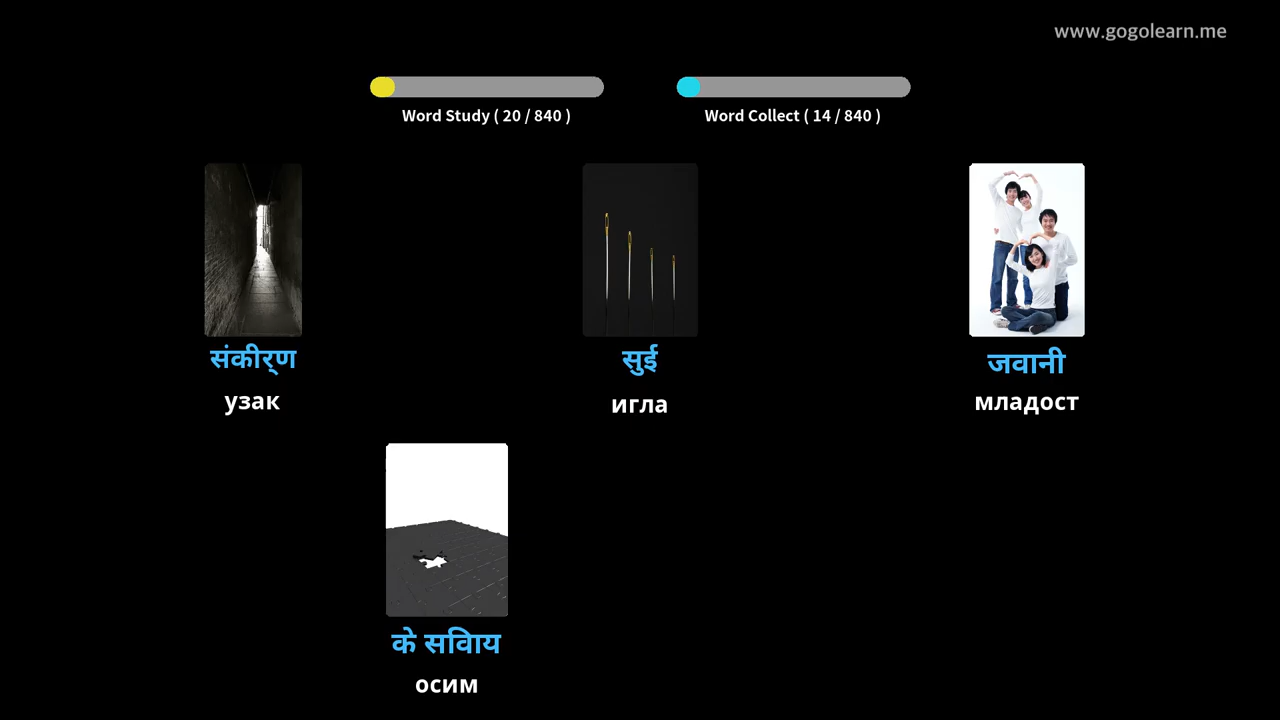 www.gogolearn.me
Word Study ( 20 / 840 )
Word Collect ( 14 / 840 )
संकीर्ण
सुई
जवानी
узак
игла
младост
के सिवाय
осим